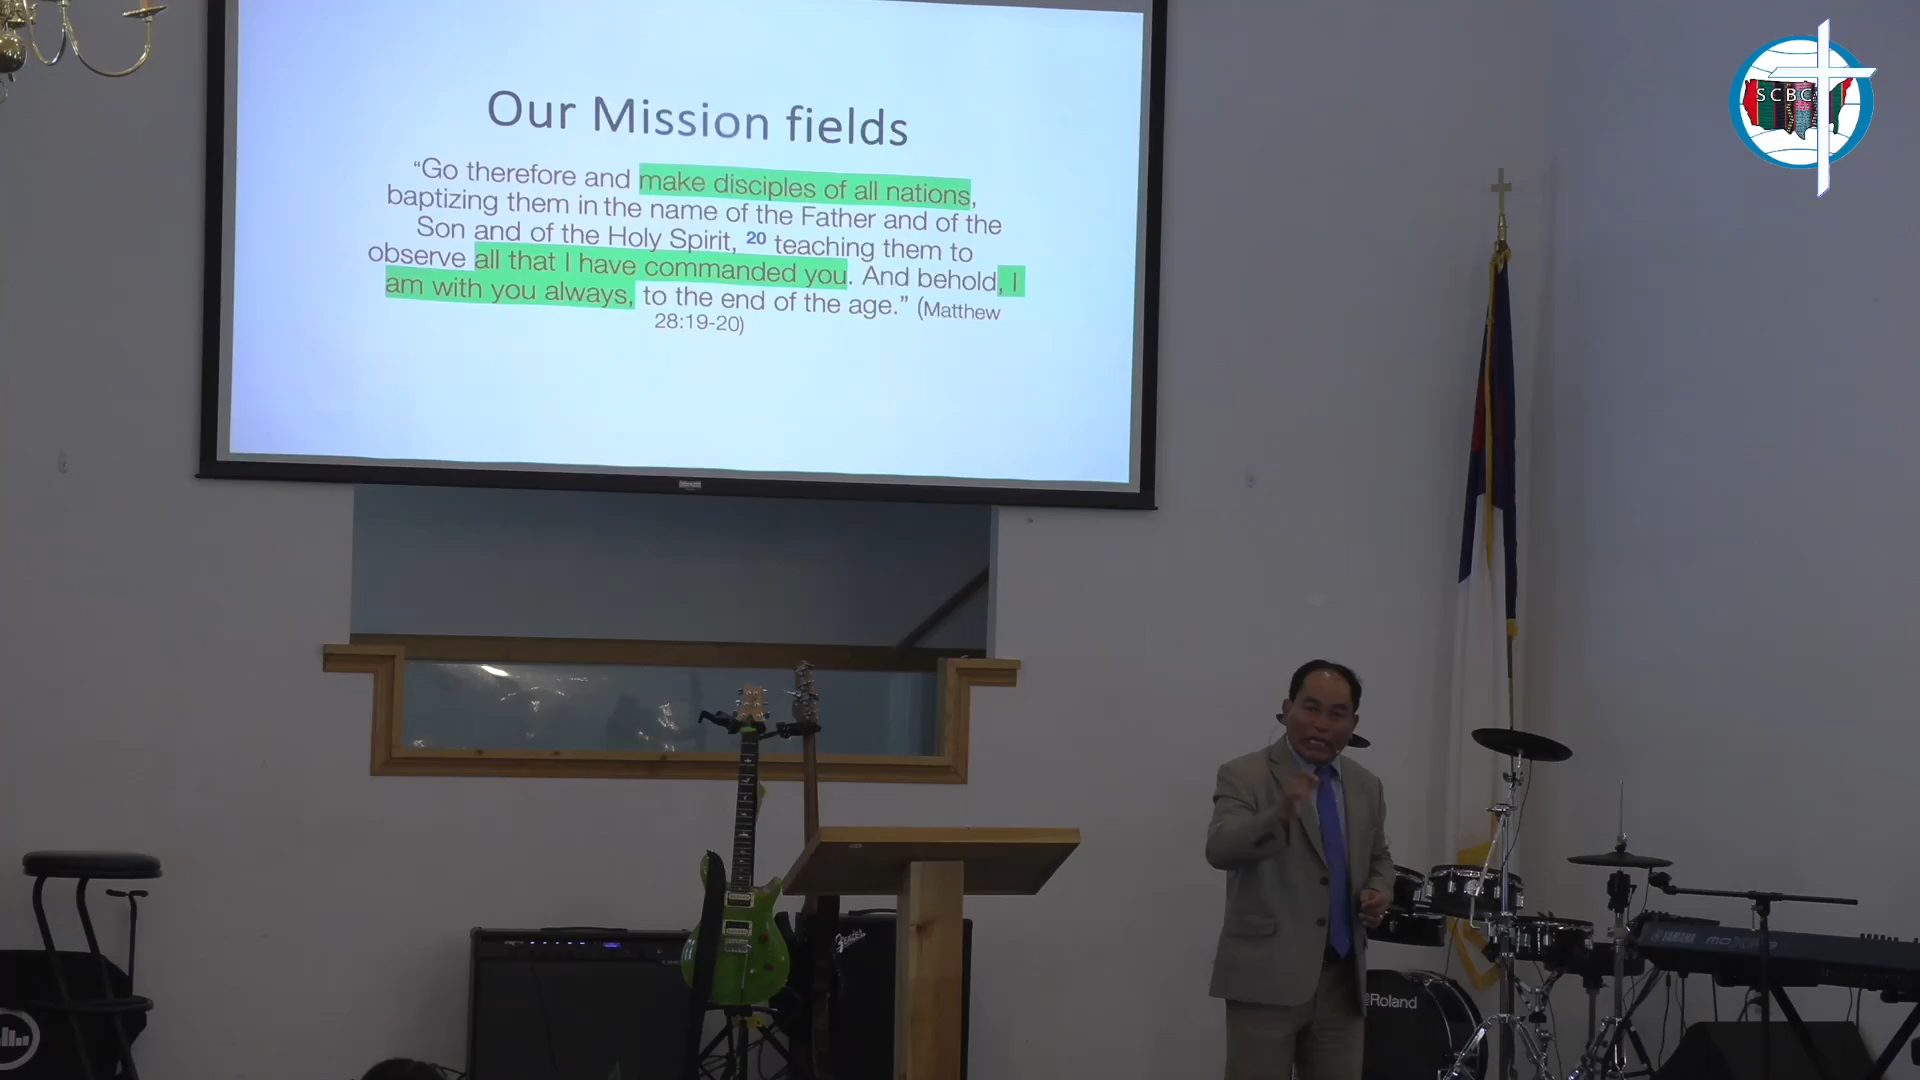 Our Mission fields
“Go therefore and make disciples of all nations,
baptizing them in the name of the Father and of the
Son and of the Holy Spirit, 20 teaching them to
observe all that I have commanded you. And behold, I
am with you always, to the end of the age.” (Matthew
28:19-20)
SCBC
Fender
Roland
YAMAHA